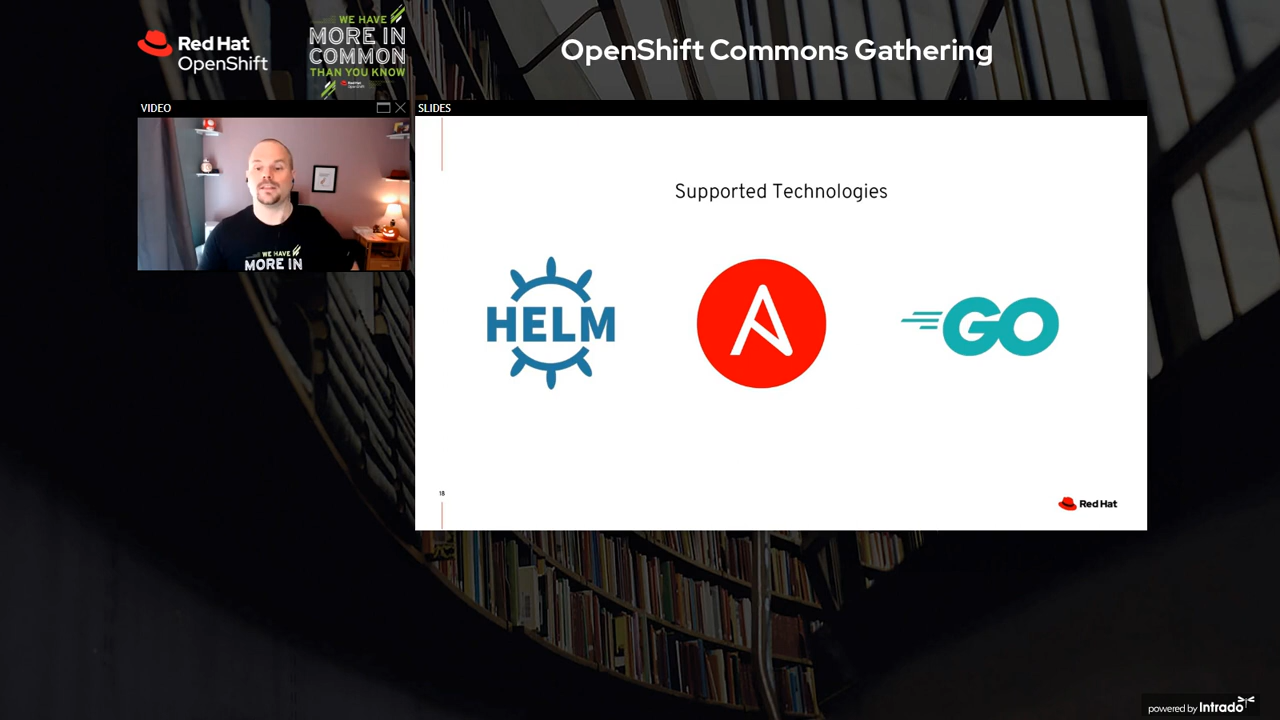 Red Hat
OpenShift
WE HAVE
MORE IN
COMMON
THAN YOU KNOW
OpenShift Commons Gathering
VIDEO
SLIDES
WE HAVE
MORE IN
Supported Technologies
HELM
GO
18
Red Hat
powered by Intrado